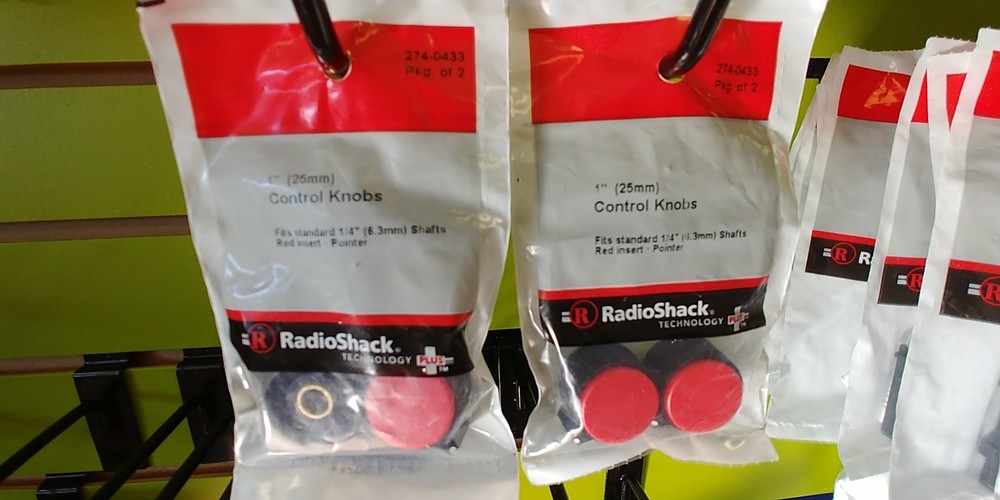 274-0433
Pkg. of 2
1" (25mm)
Control Knobs
Fits standard 1/4" (6.3mm) Shafts
Red insert - Pointer
R RadioShack®
TECHNOLOGY PLUS™
274-0433
Pkg. of 2
1" (25mm)
Control Knobs
Fits standard 1/4" (6.3mm) Shafts
Red insert - Pointer
R RadioShack®
TECHNOLOGY PLUS™
R R
R
R